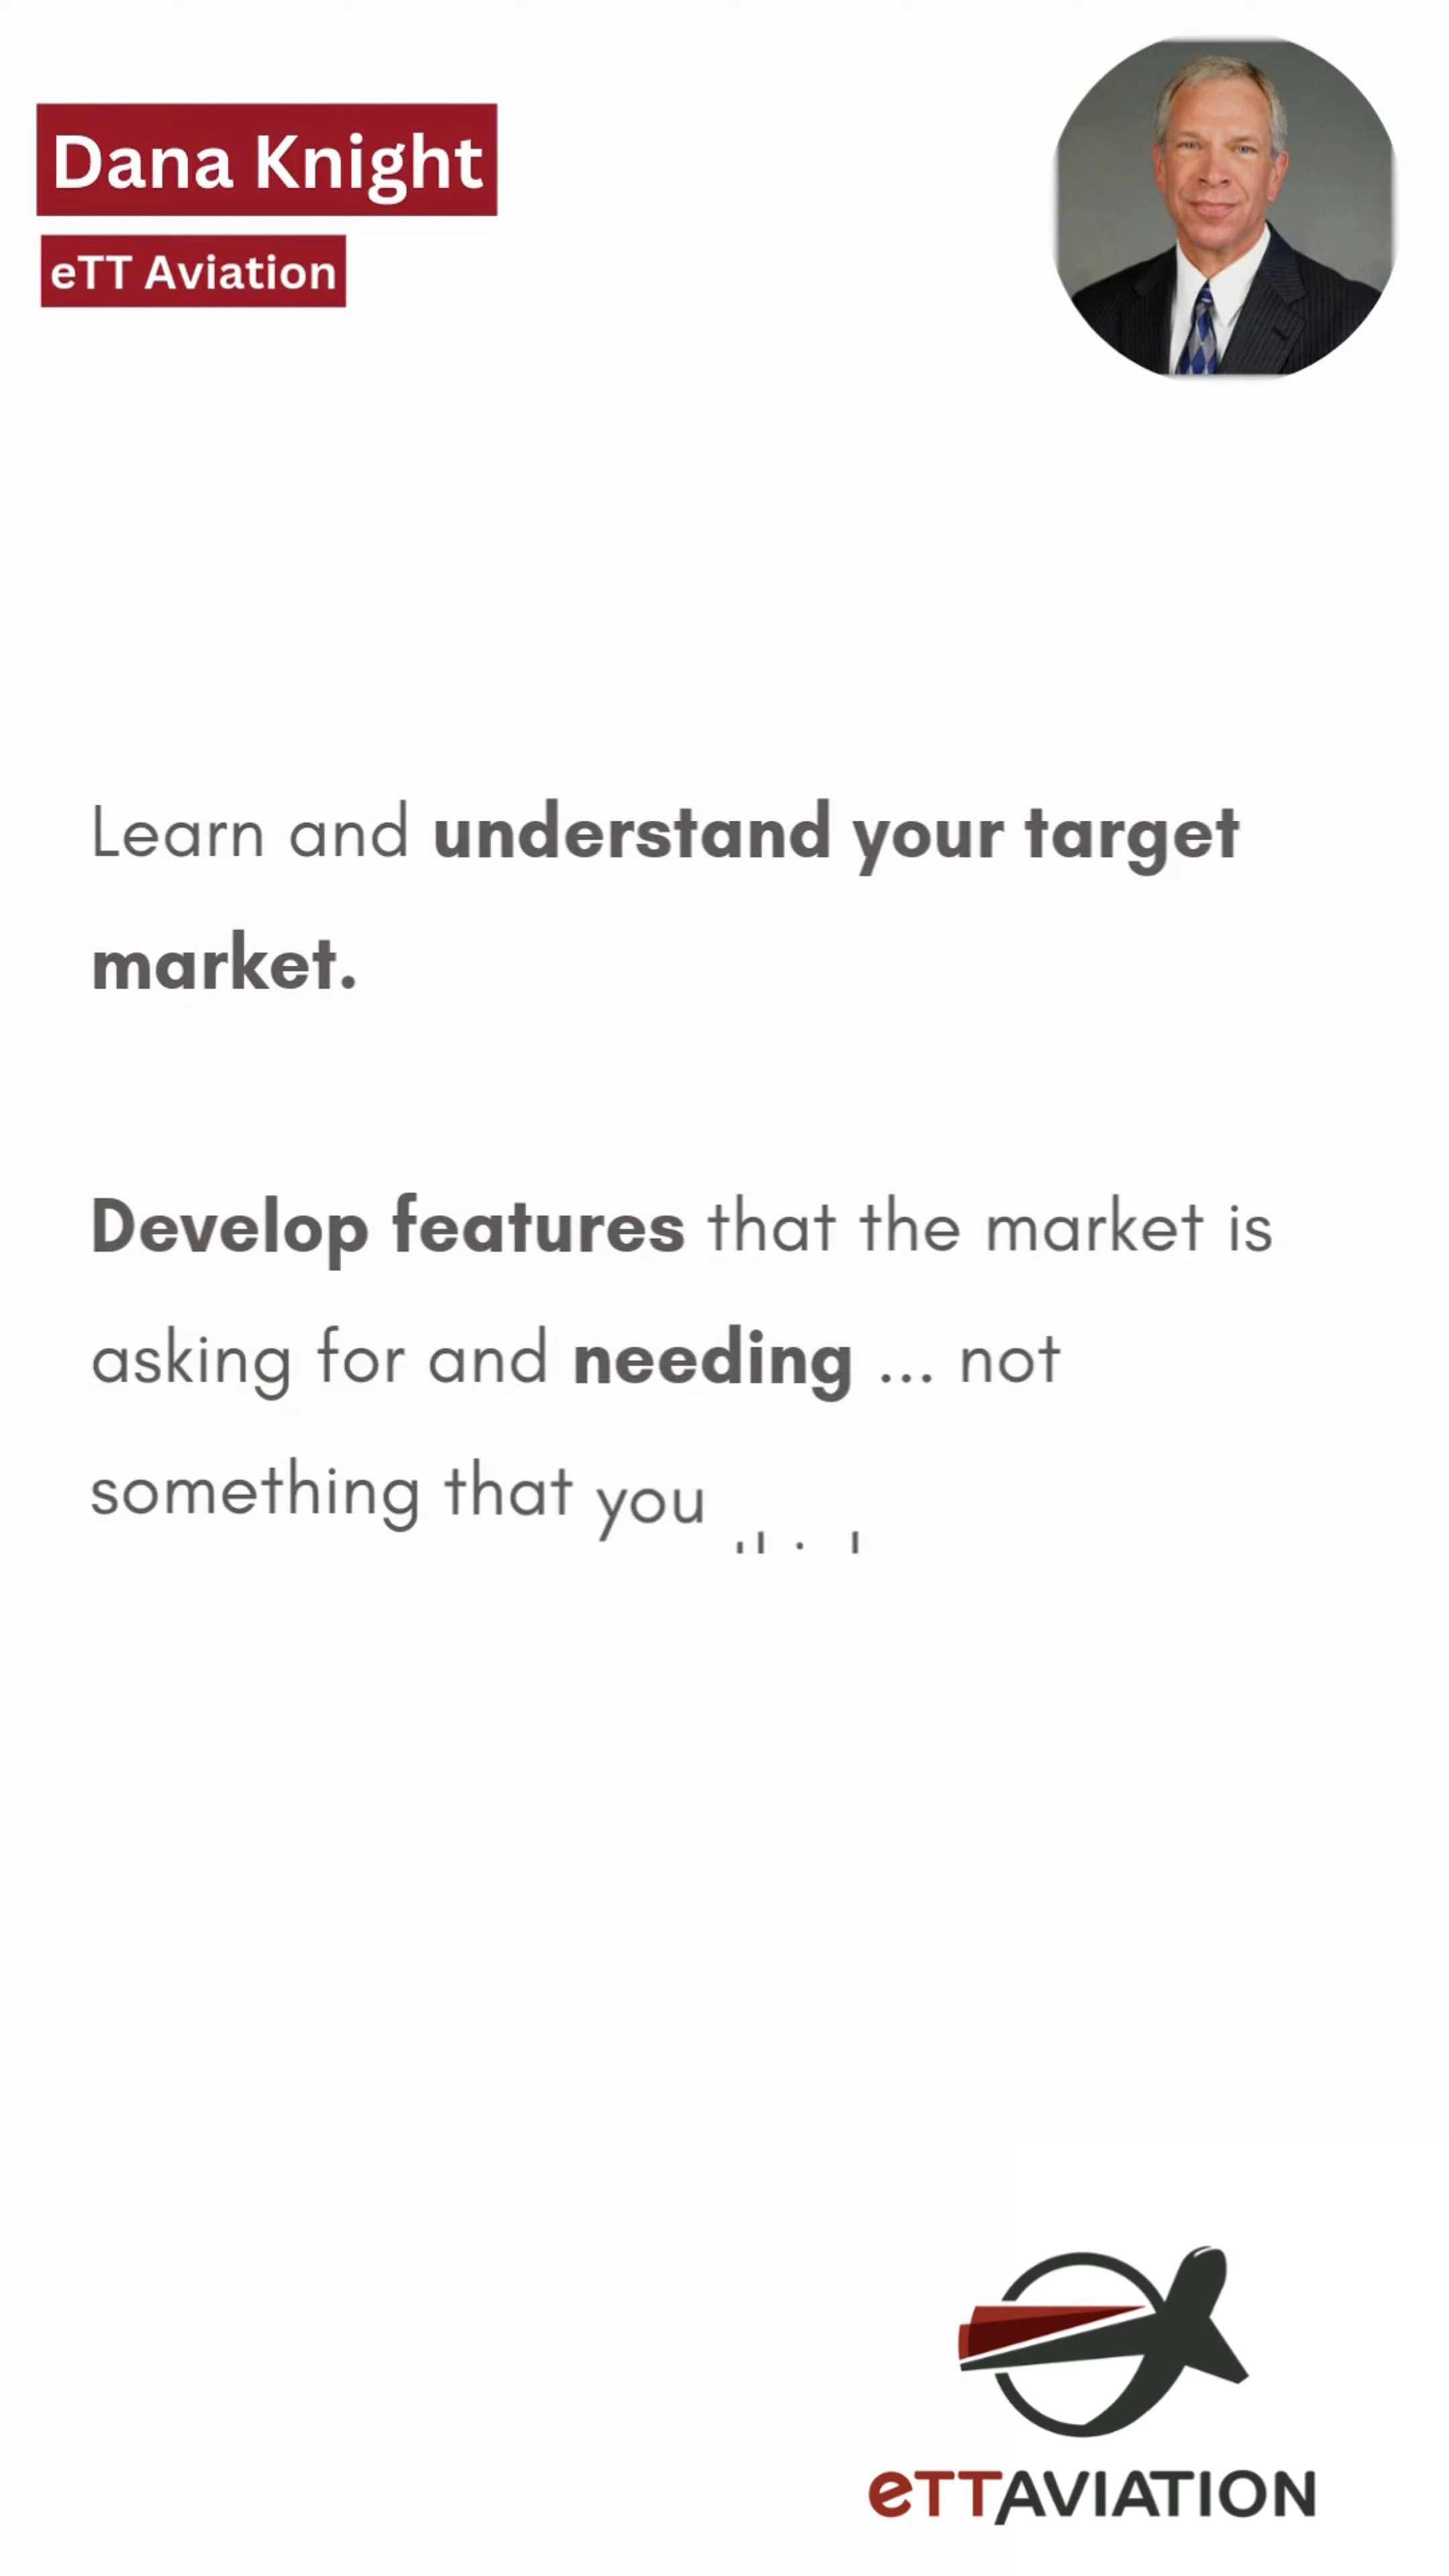 Dana Knight
eTT Aviation
Learn and understand your target
market.
Develop features that the market is
asking for and needing ... not
something that you
eTTAVIATION